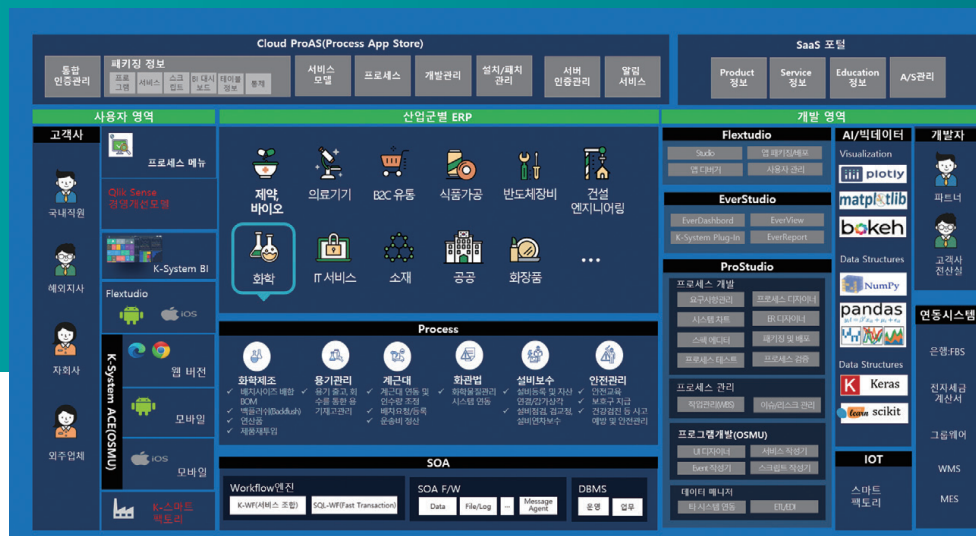 Cloud ProAS(Process App Store)
통합
인증관리
패키징 정보
프로
그램
서비스
스크
립트
BI 대시
보드
테이블
정보
통제
서비스
모델
프로세스
개발관리
설치/패치
관리
서버
인증관리
알림
서비스
SaaS 포털
Product
정보
Service
정보
Education
정보
A/S관리
사용자 영역
고객사
국내직원
해외지사
자회사
외주업체
프로세스 메뉴
Qlik Sense
경영개선모형
K-System BI
Flextudio
iOS
K-System ACE(OSMU)
웹 버전
모바일
iOS
모바일
K-스마트
팩토리
산업군별 ERP
제약,
바이오
의료기기
B2C 유통
식품가공
반도체장비
건설
엔지니어링
화학
IT 서비스
소재
공공
화장품
...
Process
화학제조
✓ 배치사이즈 배합
BOM
✓ 백플러쉬(Backflush)
✓ 연산품
✓ 제품재투입
용기관리
✓ 용기 출고, 회
수를 통한 용
기재고관리
계근대
✓ 계근대 연동 및
인수량 조정
✓ 배차요청/등록
✓ 운송비 정산
화관법
✓ 화학물질관리
시스템 연동
설비보수
✓ 설비등록 및 자산
연결/감가상각
✓ 설비점검, 검교정,
설비연차보수
안전관리
✓ 안전교육
✓ 보호구 지급
✓ 건강검진 등 사고
예방 및 안전관리
SOA
Workflow엔진
K-WF(서비스 조합)
SQL-WF(Fast Transaction)
SOA F/W
Data
File/Log
...
Message
Agent
DBMS
운영
업무
개발 영역
Flextudio
Studio
앱 패키징/배포
앱 디버거
사용자 관리
EverStudio
EverDashbord
EverView
K-System Plug-In
EverReport
ProStudio
프로세스 개발
요구사항관리
프로세스 디자이너
시스템 차트
ER 디자이너
스펙 에디터
패키징 및 배포
프로세스 테스트
프로세스 검증
프로세스 관리
작업관리(WBS)
이슈/리스크 관리
프로그램개발(OSMU)
UI 디자이너
서비스 작성기
Event 작성기
스크립트 작성기
데이터 매니저
타 시스템 연동
ETL/EDI
AI/빅데이터
Visualization
plotly
matplotlib
bokeh
Data Structures
NumPy
pandas
Data Structures
K Keras
learn scikit
IOT
스마트
팩토리
개발자
파트너
고객사
전산실
연동시스템
은행:FBS
전자세금
계산서
그룹웨어
WMS
MES